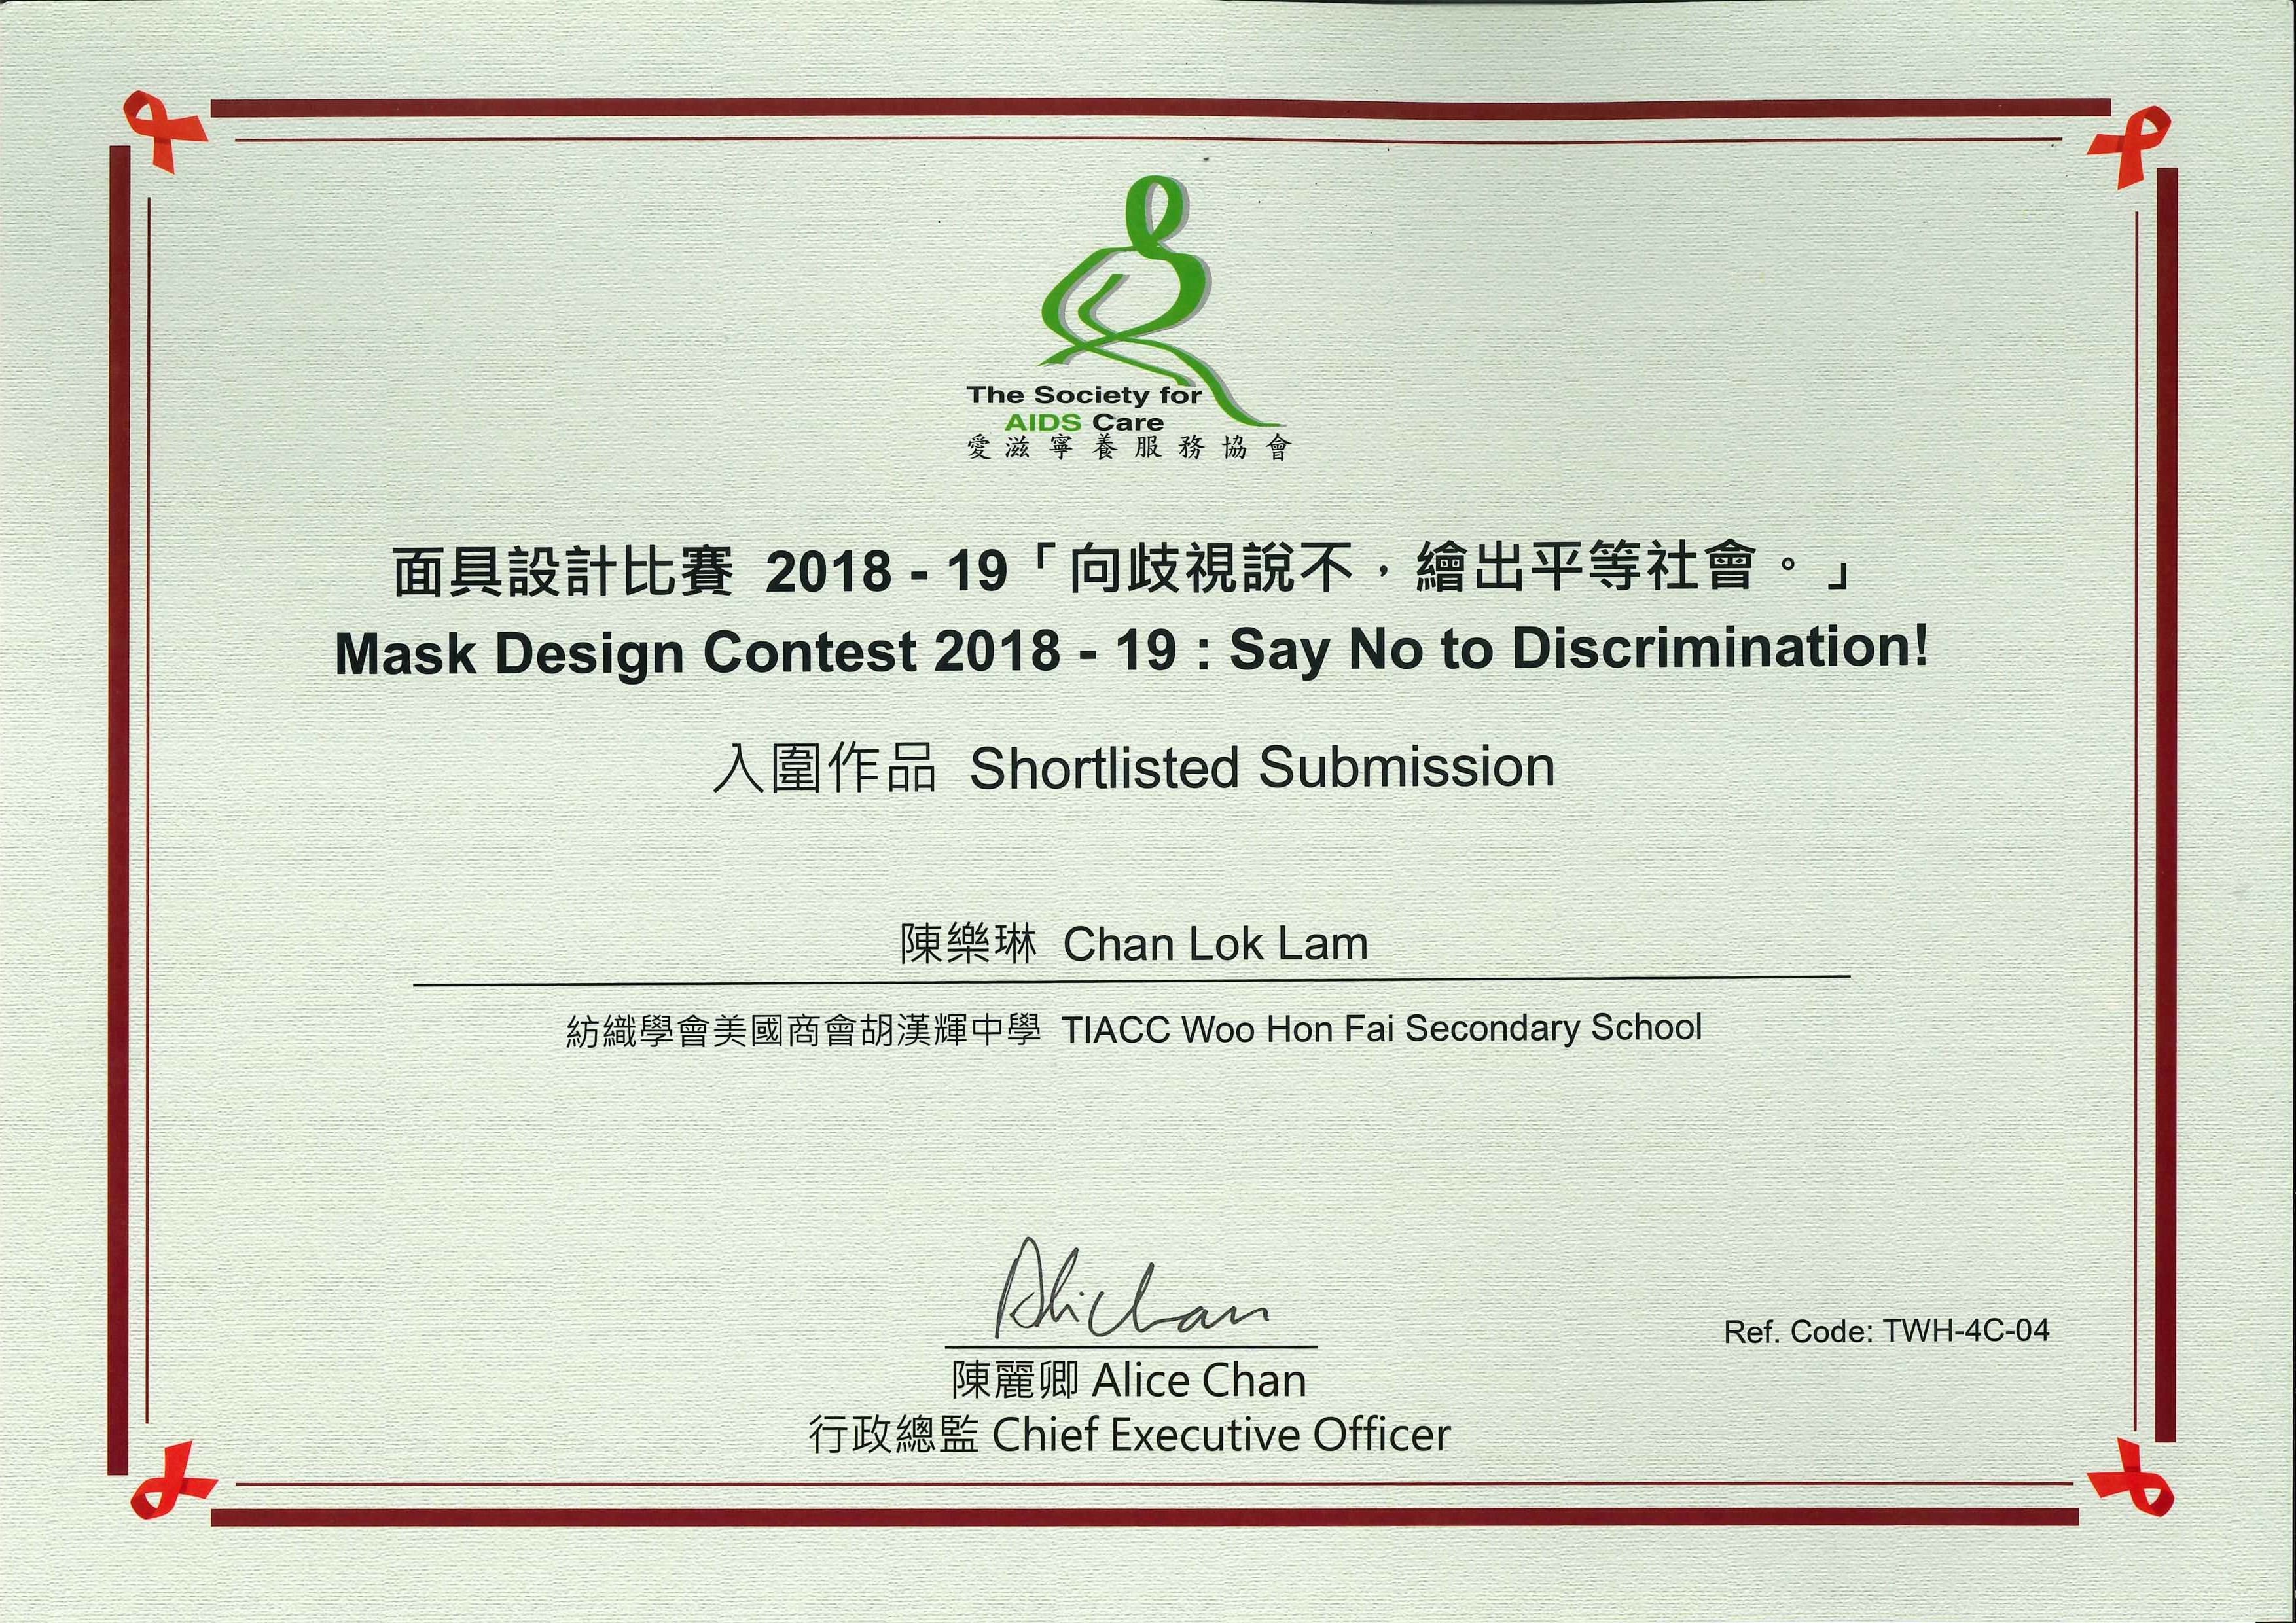 The Society for
AIDS Care
愛滋寧養服務協會
面具設計比賽 2018 - 19「向歧視說不，繪出平等社會。」
Mask Design Contest 2018 - 19 : Say No to Discrimination!
入圍作品 Shortlisted Submission
陳樂琳 Chan Lok Lam
紡織學會美國商會胡漢輝中學 TIACC Woo Hon Fai Secondary School
Alichan
Ref. Code: TWH-4C-04
陳麗卿 Alice Chan
行政總監 Chief Executive Officer